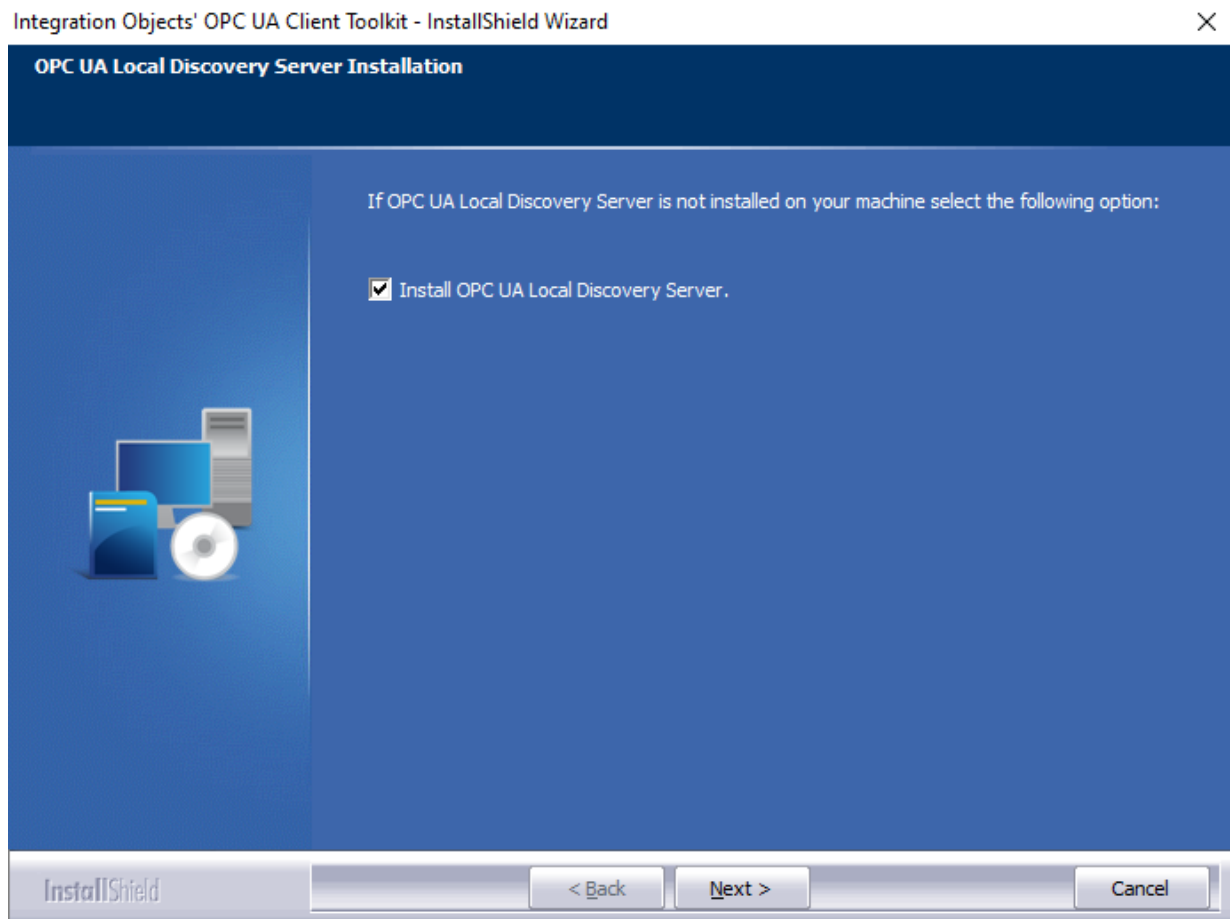 Integration Objects' OPC UA Client Toolkit - InstallShield Wizard
OPC UA Local Discovery Server Installation
If OPC UA Local Discovery Server is not installed on your machine select the following option:
Install OPC UA Local Discovery Server.
InstallShield
< Back
Next >
Cancel